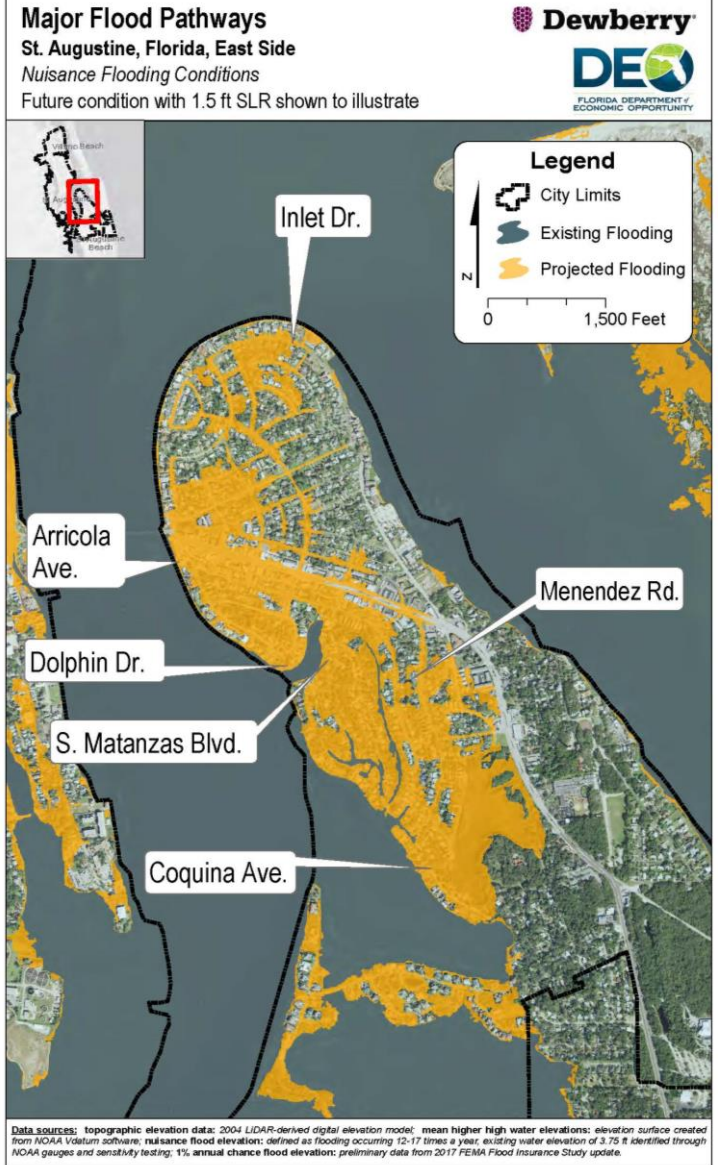 Major Flood Pathways
St. Augustine, Florida, East Side
Nuisance Flooding Conditions
Future condition with 1.5 ft SLR shown to illustrate
Dewberry
DEO
FLORIDA DEPARTMENT of
ECONOMIC OPPORTUNITY
Beach
Beach
Legend
City Limits
Existing Flooding
Projected Flooding
N
0 1,500 Feet
Inlet Dr.
Arricola
Ave.
Menendez Rd.
Dolphin Dr.
S. Matanzas Blvd.
Coquina Ave.
Data sources: topographic elevation data: 2004 LiDAR-derived digital elevation model; mean higher high water elevations: elevation surface created
from NOAA Vdatum software; nuisance flood elevation: defined as flooding occurring 12-17 times a year, existing water elevation of 3.75 ft identified through
NOAA gauges and sensitivity testing; 1% annual chance flood elevation: preliminary data from 2017 FEMA Flood Insurance Study update.